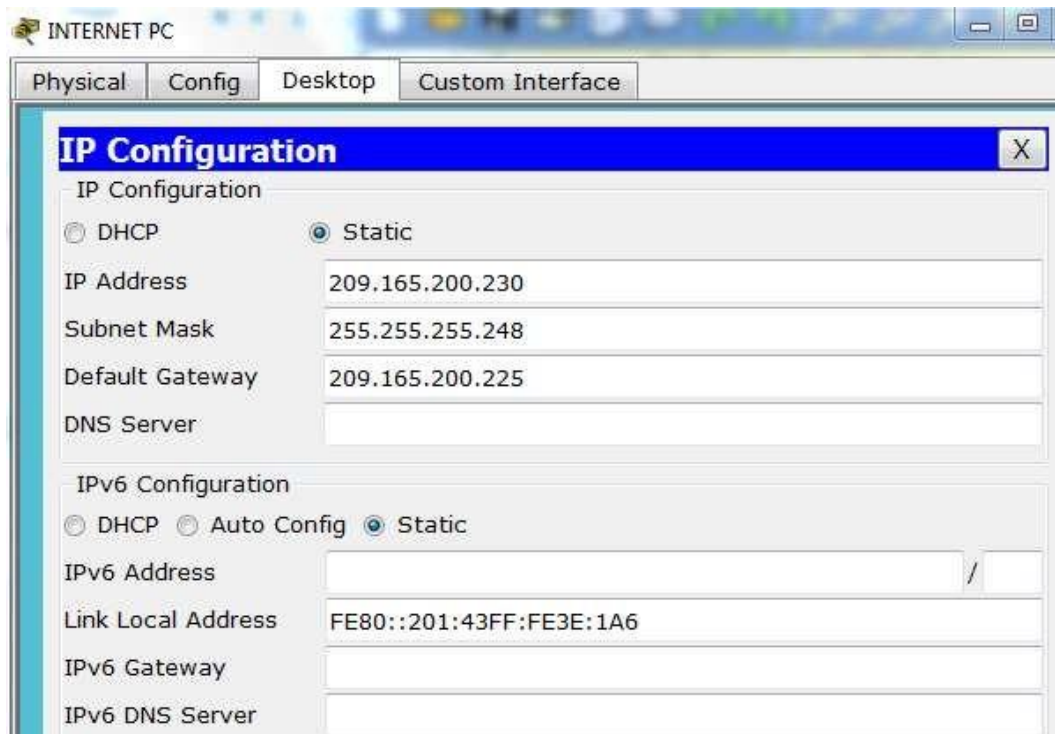 INTERNET PC
Physical Config Desktop Custom Interface
IP Configuration X
IP Configuration
DHCP Static
IP Address 209.165.200.230
Subnet Mask 255.255.255.248
Default Gateway 209.165.200.225
DNS Server
IPv6 Configuration
DHCP Auto Config Static
IPv6 Address /
Link Local Address FE80::201:43FF:FE3E:1A6
IPv6 Gateway
IPv6 DNS Server